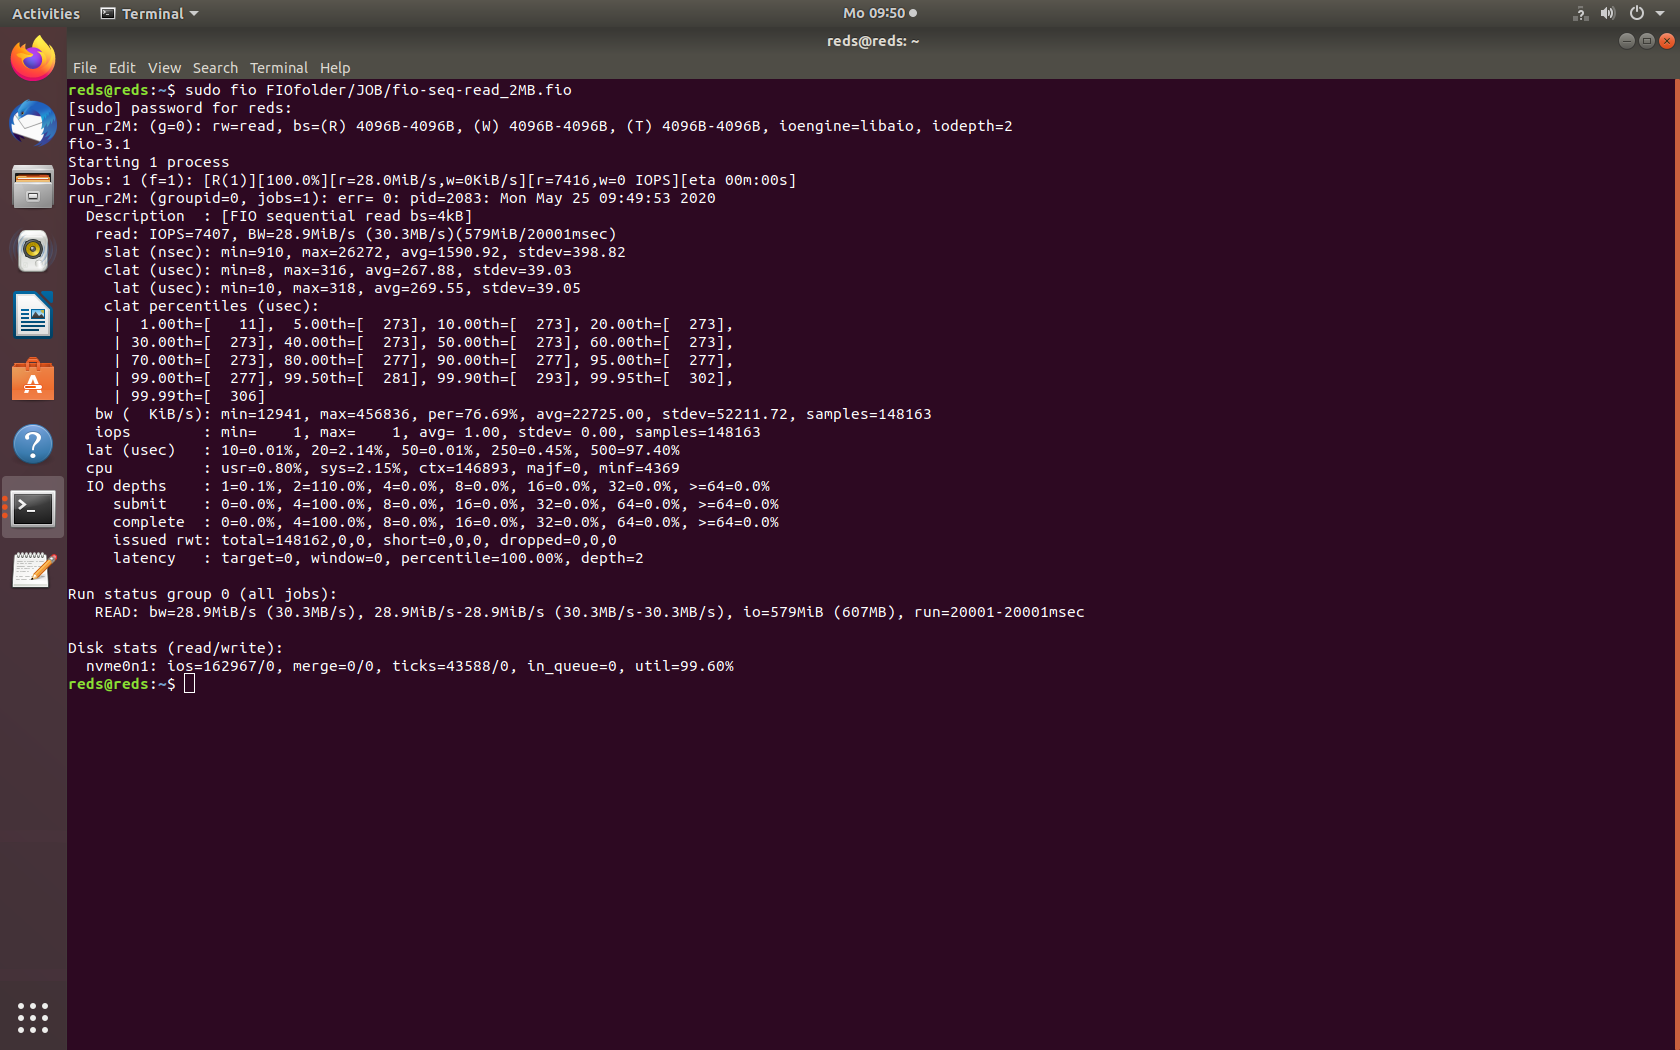 Activities Terminal Mo 09:50
reds@reds: ~
File Edit View Search Terminal Help
reds@reds:~$ sudo fio FIOfolder/JOB/fio-seq-read_2MB.fio
[sudo] password for reds:
run_r2M: (g=0): rw=read, bs=(R) 4096B-4096B, (W) 4096B-4096B, (T) 4096B-4096B, ioengine=libaio, iodepth=2
fio-3.1
Starting 1 process
Jobs: 1 (f=1): [R(1)][100.0%][r=28.0MiB/s,w=0KiB/s][r=7416,w=0 IOPS][eta 00m:00s]
run_r2M: (groupid=0, jobs=1): err= 0: pid=2083: Mon May 25 09:49:53 2020
  Description  : [FIO sequential read bs=4kB]
   read: IOPS=7407, BW=28.9MiB/s (30.3MB/s)(579MiB/20001msec)
    slat (nsec): min=910, max=26272, avg=1590.92, stdev=398.82
    clat (usec): min=8, max=316, avg=267.88, stdev=39.03
     lat (usec): min=10, max=318, avg=269.55, stdev=39.05
    clat percentiles (usec):
     |  1.00th=[   11],  5.00th=[  273], 10.00th=[  273], 20.00th=[  273],
     | 30.00th=[  273], 40.00th=[  273], 50.00th=[  273], 60.00th=[  273],
     | 70.00th=[  273], 80.00th=[  277], 90.00th=[  277], 95.00th=[  277],
     | 99.00th=[  277], 99.50th=[  281], 99.90th=[  293], 99.95th=[  302],
     | 99.99th=[  306]
   bw (  KiB/s): min=12941, max=456836, per=76.69%, avg=22725.00, stdev=52211.72, samples=148163
   iops        : min=    1, max=    1, avg= 1.00, stdev= 0.00, samples=148163
  lat (usec)   : 10=0.01%, 20=2.14%, 50=0.01%, 250=0.45%, 500=97.40%
  cpu          : usr=0.80%, sys=2.15%, ctx=146893, majf=0, minf=4369
  IO depths    : 1=0.1%, 2=110.0%, 4=0.0%, 8=0.0%, 16=0.0%, 32=0.0%, >=64=0.0%
     submit    : 0=0.0%, 4=100.0%, 8=0.0%, 16=0.0%, 32=0.0%, 64=0.0%, >=64=0.0%
     complete  : 0=0.0%, 4=100.0%, 8=0.0%, 16=0.0%, 32=0.0%, 64=0.0%, >=64=0.0%
     issued rwt: total=148162,0,0, short=0,0,0, dropped=0,0,0
     latency   : target=0, window=0, percentile=100.00%, depth=2
Run status group 0 (all jobs):
   READ: bw=28.9MiB/s (30.3MB/s), 28.9MiB/s-28.9MiB/s (30.3MB/s-30.3MB/s), io=579MiB (607MB), run=20001-20001msec
Disk stats (read/write):
  nvme0n1: ios=162967/0, merge=0/0, ticks=43588/0, in_queue=0, util=99.60%
reds@reds:~$